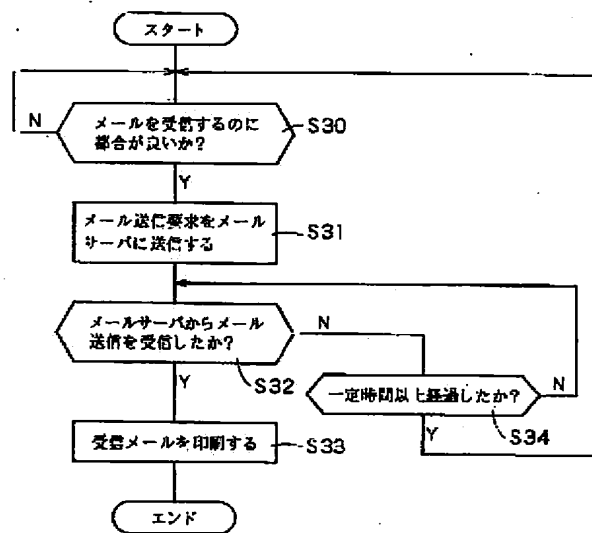 スタート
N
メールを受信するのに
都合が良いか?
S30
Y
メール送信要求をメール
サーバに送信する
S31
メールサーバからメール
送信を受信したか?
N
S32
Y
一定時間以上経過したか?
N
S34
Y
受信メールを印刷する
S33
エンド